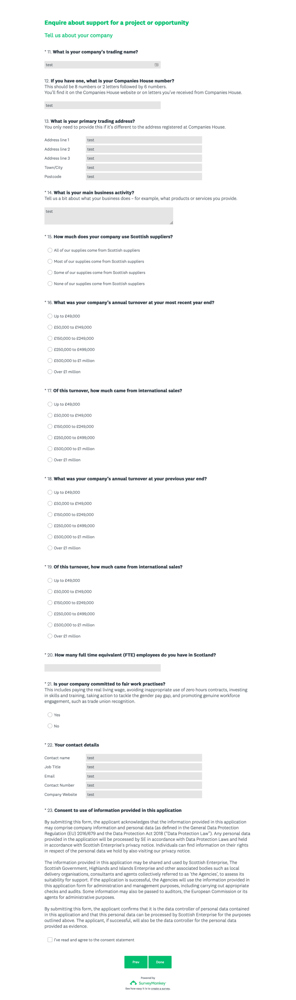 Enquire about support for a project or opportunity
Tell us about your company
* 11. What is your company's trading name?
test
12. If you have one, what is your Companies House number?
This should be 8 numbers or 2 letters followed by 6 numbers.
You'll find it on the Companies House website or on letters you've received from Companies House.
test
13. What is your primary trading address?
You only need to provide this if it's different to the address registered at Companies House.
Address line 1 test
Address line 2 test
Address line 3 test
Town/City test
Postcode test
* 14. What is your main business activity?
Tell us a bit about what your business does – for example, what products or services you provide.
test
* 15. How much does your company use Scottish suppliers?
All of our supplies come from Scottish suppliers
Most of our supplies come from Scottish suppliers
Some of our supplies come from Scottish suppliers
None of our supplies come from Scottish suppliers
* 16. What was your company's annual turnover at your most recent year end?
Up to £49,000
£50,000 to £149,000
£150,000 to £249,000
£250,000 to £499,000
£500,000 to £1 million
Over £1 million
* 17. Of this turnover, how much came from international sales?
Up to £49,000
£50,000 to £149,000
£150,000 to £249,000
£250,000 to £499,000
£500,000 to £1 million
Over £1 million
* 18. What was your company's annual turnover at your previous year end?
Up to £49,000
£50,000 to £149,000
£150,000 to £249,000
£250,000 to £499,000
£500,000 to £1 million
Over £1 million
* 19. Of this turnover, how much came from international sales?
Up to £49,000
£50,000 to £149,000
£150,000 to £249,000
£250,000 to £499,000
£500,000 to £1 million
Over £1 million
* 20. How many full time equivalent (FTE) employees do you have in Scotland?
* 21. Is your company committed to fair work practises?
This includes paying the real living wage, avoiding inappropriate use of zero hours contracts, investing
in skills and training, taking action to tackle the gender pay gap, and promoting genuine workforce
engagement, such as trade union recognition.
Yes
No
* 22. Your contact details
Contact name test
Job Title test
Email test
Contact Number test
Company Website test
* 23. Consent to use of information provided in this application
By submitting this form, the applicant acknowledges that the information provided in this application
may comprise company information and personal data (as defined in the General Data Protection
Regulation (EU) 2016/679 and the Data Protection Act 2018 ("Data Protection Law"). Any personal data
provided in the application will be processed by SE in accordance with Data Protection Laws and held
in accordance with Scottish Enterprise's privacy notice. Individuals can find information on their rights
in respect of the personal data we hold by also visiting our privacy notice.
The information provided in this application may be shared and used by Scottish Enterprise, The
Scottish Government, Highlands and Islands Enterprise and other associated bodies such as local
delivery organisations, consultants and agents collectively referred to as 'the Agencies', to assess its
suitability for support. If the application is successful, the Agencies will use the information provided in
this application form for administration and management purposes, including carrying out appropriate
checks and audits. Some information may also be passed to auditors, the European Commission or its
agents for administrative purposes.
By submitting this form, the applicant confirms that it is the data controller of personal data contained
in this application and that this personal data can be processed by Scottish Enterprise for the purposes
outlined above. The applicant, if successful, will also be the data controller for the personal data
provided as evidence.
I've read and agree to the consent statement
Prev Done
Powered by
SurveyMonkey
See how easy it is to create a survey.